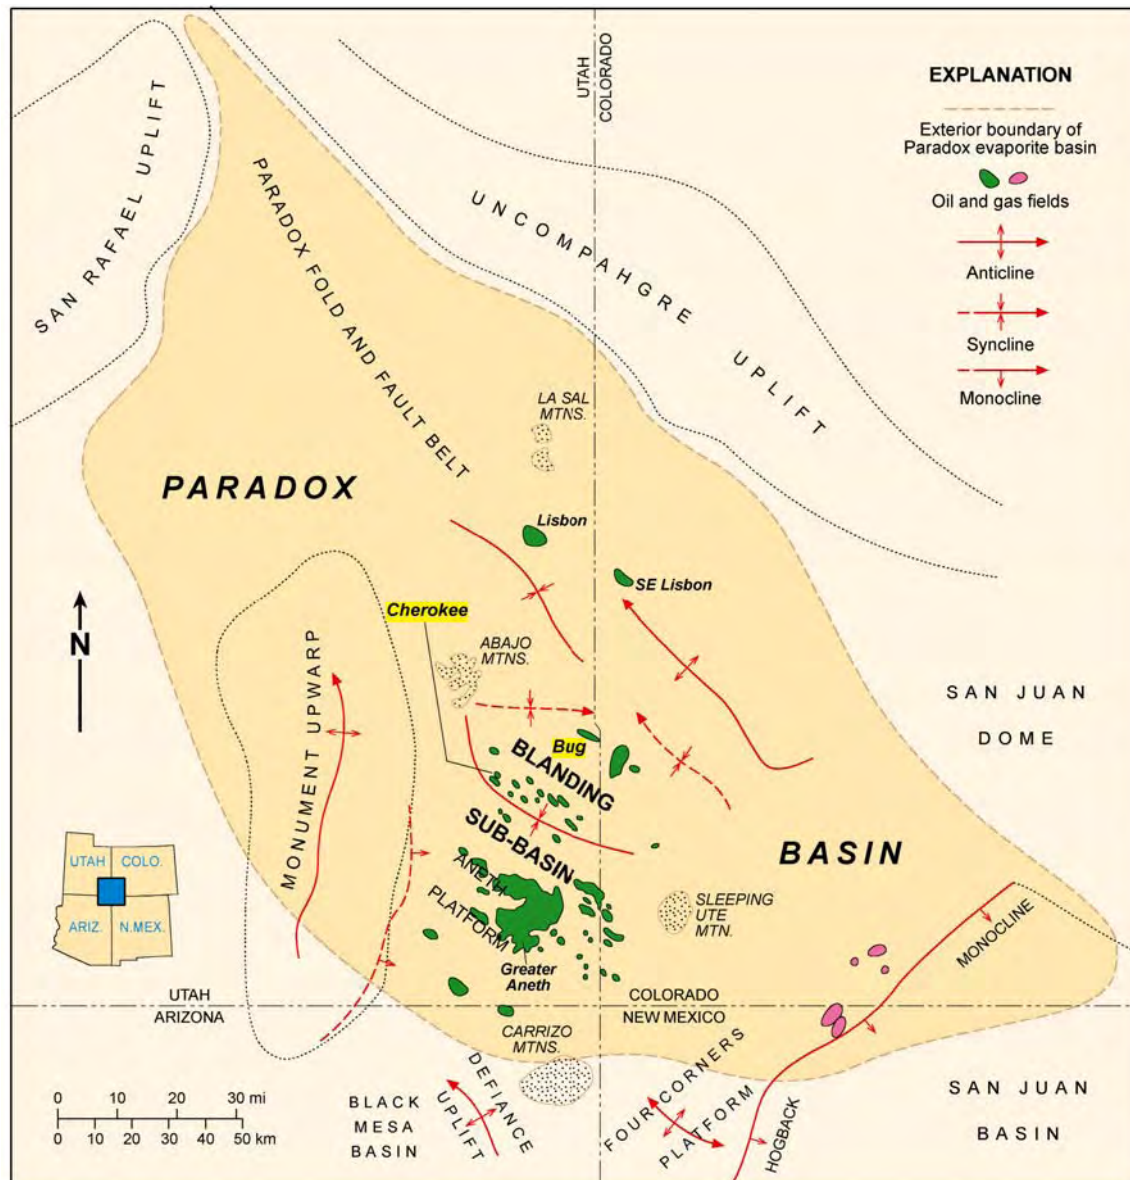 UTAH
COLORADO
EXPLANATION
Exterior boundary of
Paradox evaporite basin
Oil and gas fields
Anticline
Syncline
Monocline
SAN RAFAEL UPLIFT
PARADOX FOLD AND FAULT BELT
UNCOMPAHGRE UPLIFT
LA SAL
MTNS.
PARADOX
Lisbon
SE Lisbon
Cherokee
N
ABAJO
MTNS.
MONUMENT UPWARP
SAN JUAN
DOME
Bug
BLANDING
SUB-BASIN
BASIN
ANETH
PLATFORM
SLEEPING
UTE
MTN.
UTAH
COLO.
ARIZ.
N.MEX.
Greater
Aneth
MONOCLINE
UTAH
ARIZONA
COLORADO
NEW MEXICO
CARRIZO
MTNS.
0 10 20 30 mi
0 10 20 30 40 50 km
BLACK
MESA
BASIN
DEFIANCE
UPLIFT
FOUR CORNERS
PLATFORM
HOGBACK
SAN JUAN
BASIN